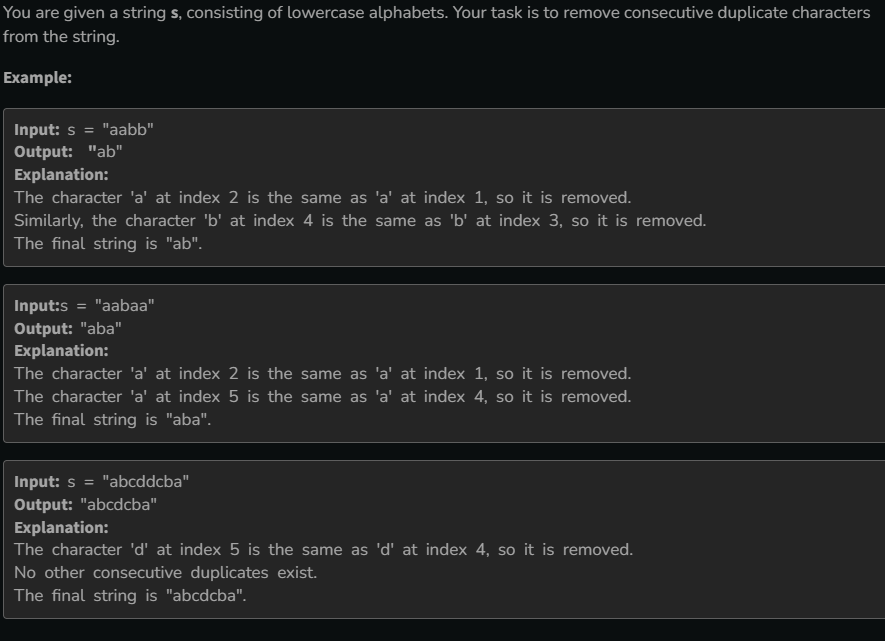 You are given a string s, consisting of lowercase alphabets. Your task is to remove consecutive duplicate characters
from the string.
Example:
Input: s = "aabb"
Output: "ab"
Explanation:
The character 'a' at index 2 is the same as 'a' at index 1, so it is removed.
Similarly, the character 'b' at index 4 is the same as 'b' at index 3, so it is removed.
The final string is "ab".
Input:s = "aabaa"
Output: "aba"
Explanation:
The character 'a' at index 2 is the same as 'a' at index 1, so it is removed.
The character 'a' at index 5 is the same as 'a' at index 4, so it is removed.
The final string is "aba".
Input: s = "abcddcba"
Output: "abcdcba"
Explanation:
The character 'd' at index 5 is the same as 'd' at index 4, so it is removed.
No other consecutive duplicates exist.
The final string is "abcdcba".